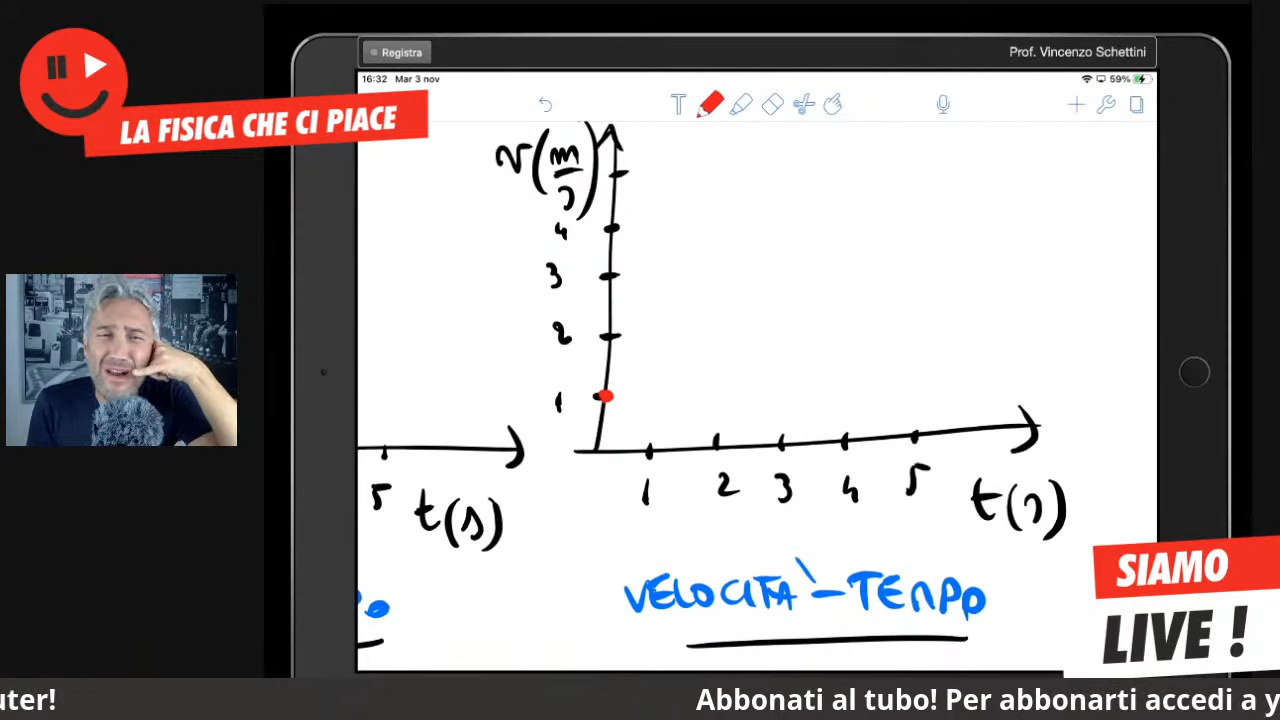 Registra
Prof. Vincenzo Schettini
16:32 Mar 3 nov
59%
LA FISICA CHE CI PIACE
T
v(m/s)
4
3
2
1
1 2 3 4 5
t(s)
5
t(s)
VELOCITÀ-TEMPO
SIAMO
LIVE !
uter!
Abbonati al tubo! Per abbonarti accedi a y